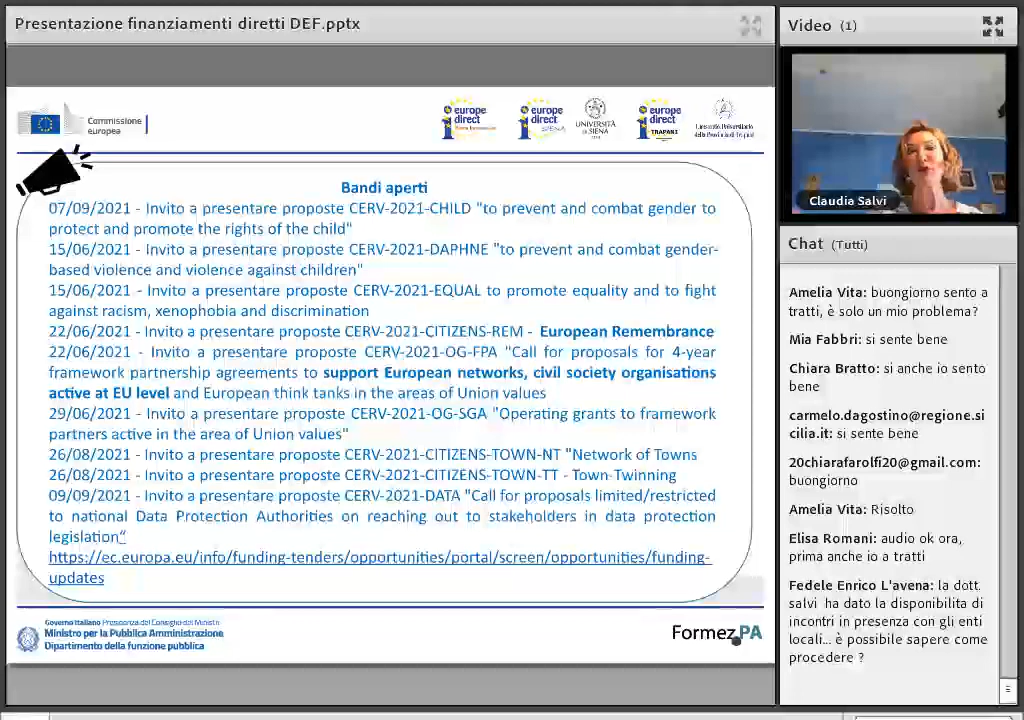 Presentazione finanziamenti diretti DEF.pptx
Commissione
europea
europe
direct
europe
direct
SIENA
UNIVERSITÀ
DI SIENA
europe
direct
TRAPANI
Bandi aperti
07/09/2021 - Invito a presentare proposte CERV-2021-CHILD "to prevent and combat gender to
protect and promote the rights of the child"
15/06/2021 - Invito a presentare proposte CERV-2021-DAPHNE "to prevent and combat gender-
based violence and violence against children"
15/06/2021 - Invito a presentare proposte CERV-2021-EQUAL to promote equality and to fight
against racism, xenophobia and discrimination
22/06/2021 - Invito a presentare proposte CERV-2021-CITIZENS-REM - European Remembrance
22/06/2021 - Invito a presentare proposte CERV-2021-OG-FPA "Call for proposals for 4-year
framework partnership agreements to support European networks, civil society organisations
active at EU level and European think tanks in the areas of Union values
29/06/2021 - Invito a presentare proposte CERV-2021-OG-SGA "Operating grants to framework
partners active in the area of Union values"
26/08/2021 - Invito a presentare proposte CERV-2021-CITIZENS-TOWN-NT "Network of Towns
26/08/2021 - Invito a presentare proposte CERV-2021-CITIZENS-TOWN-TT - Town-Twinning
09/09/2021 - Invito a presentare proposte CERV-2021-DATA "Call for proposals limited/restricted
to national Data Protection Authorities on reaching out to stakeholders in data protection
legislation“
https://ec.europa.eu/info/funding-tenders/opportunities/portal/screen/opportunities/funding-
updates
Governo Italiano Presidenza del Consiglio dei Ministri
Ministro per la Pubblica Amministrazione
Dipartimento della funzione pubblica
Formez PA
Video (1)
Claudia Salvi
Chat (Tutti)
Amelia Vita: buongiorno sento a
tratti, è solo un mio problema?
Mia Fabbri: si sente bene
Chiara Bratto: si anche io sento
bene
carmelo.dagostino@regione.si
cilia.it: si sente bene
20chiarafarolfi20@gmail.com:
buongiorno
Amelia Vita: Risolto
Elisa Romani: audio ok ora,
prima anche io a tratti
Fedele Enrico L'avena: la dott.
salvi ha dato la disponibilita di
incontri in presenza con gli enti
locali... è possibile sapere come
procedere ?